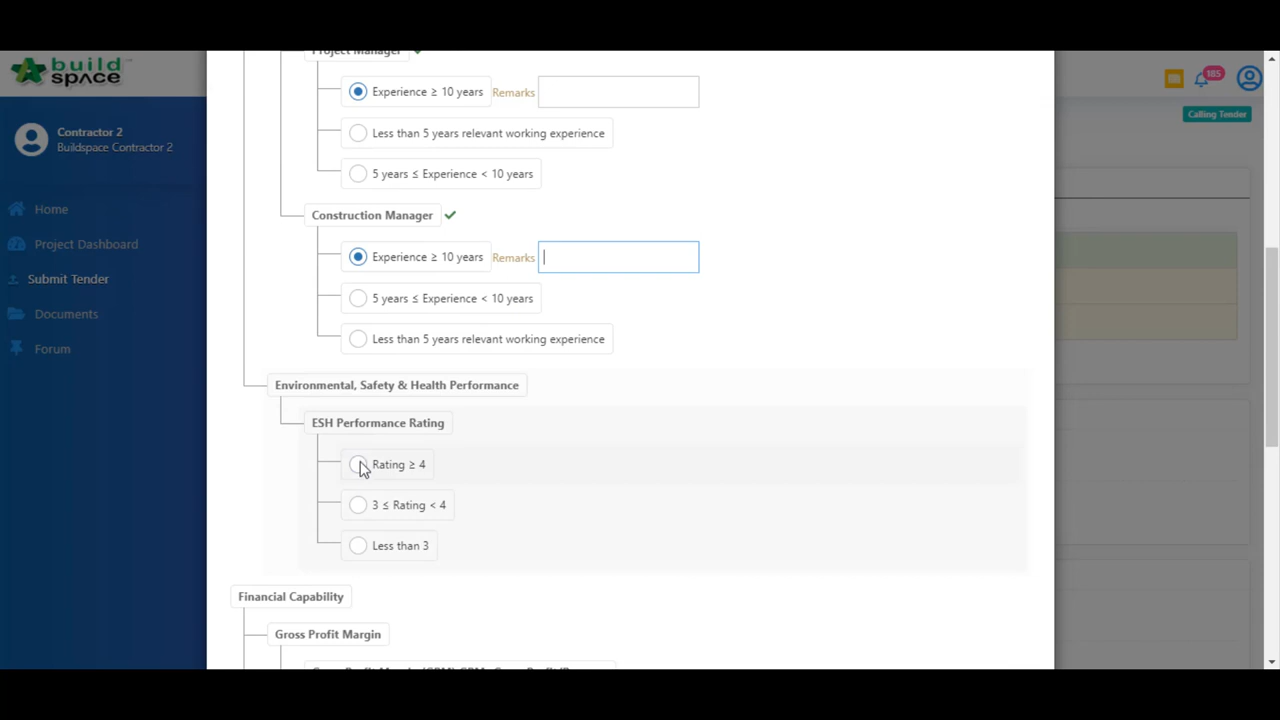 build
space
185
Calling Tender
Contractor 2
Buildspace Contractor 2
Home
Project Dashboard
Submit Tender
Documents
Forum
Project Manager
Experience ≥ 10 years Remarks
Less than 5 years relevant working experience
5 years ≤ Experience < 10 years
Construction Manager
Experience ≥ 10 years Remarks
5 years ≤ Experience < 10 years
Less than 5 years relevant working experience
Environmental, Safety & Health Performance
ESH Performance Rating
Rating ≥ 4
3 ≤ Rating < 4
Less than 3
Financial Capability
Gross Profit Margin